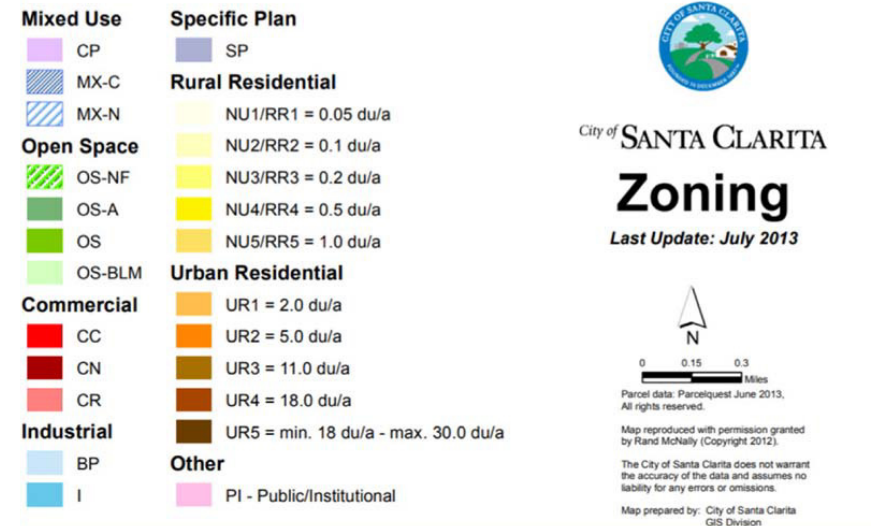 Mixed Use
CP
MX-C
MX-N
Open Space
OS-NF
OS-A
OS
OS-BLM
Commercial
CC
CN
CR
Industrial
BP
I
Specific Plan
SP
Rural Residential
NU1/RR1 = 0.05 du/a
NU2/RR2 = 0.1 du/a
NU3/RR3 = 0.2 du/a
NU4/RR4 = 0.5 du/a
NU5/RR5 = 1.0 du/a
Urban Residential
UR1 = 2.0 du/a
UR2 = 5.0 du/a
UR3 = 11.0 du/a
UR4 = 18.0 du/a
UR5 = min. 18 du/a - max. 30.0 du/a
Other
PI - Public/Institutional
CITY OF SANTA CLARITA
City of SANTA CLARITA
Zoning
Last Update: July 2013
N
0 0.15 0.3
Miles
Parcel data: Parcelquest June 2013,
All rights reserved.
Map reproduced with permission granted
by Rand McNally (Copyright 2012).
The City of Santa Clarita does not warrant
the accuracy of the data and assumes no
liability for any errors or omissions.
Map prepared by: City of Santa Clarita
GIS Division